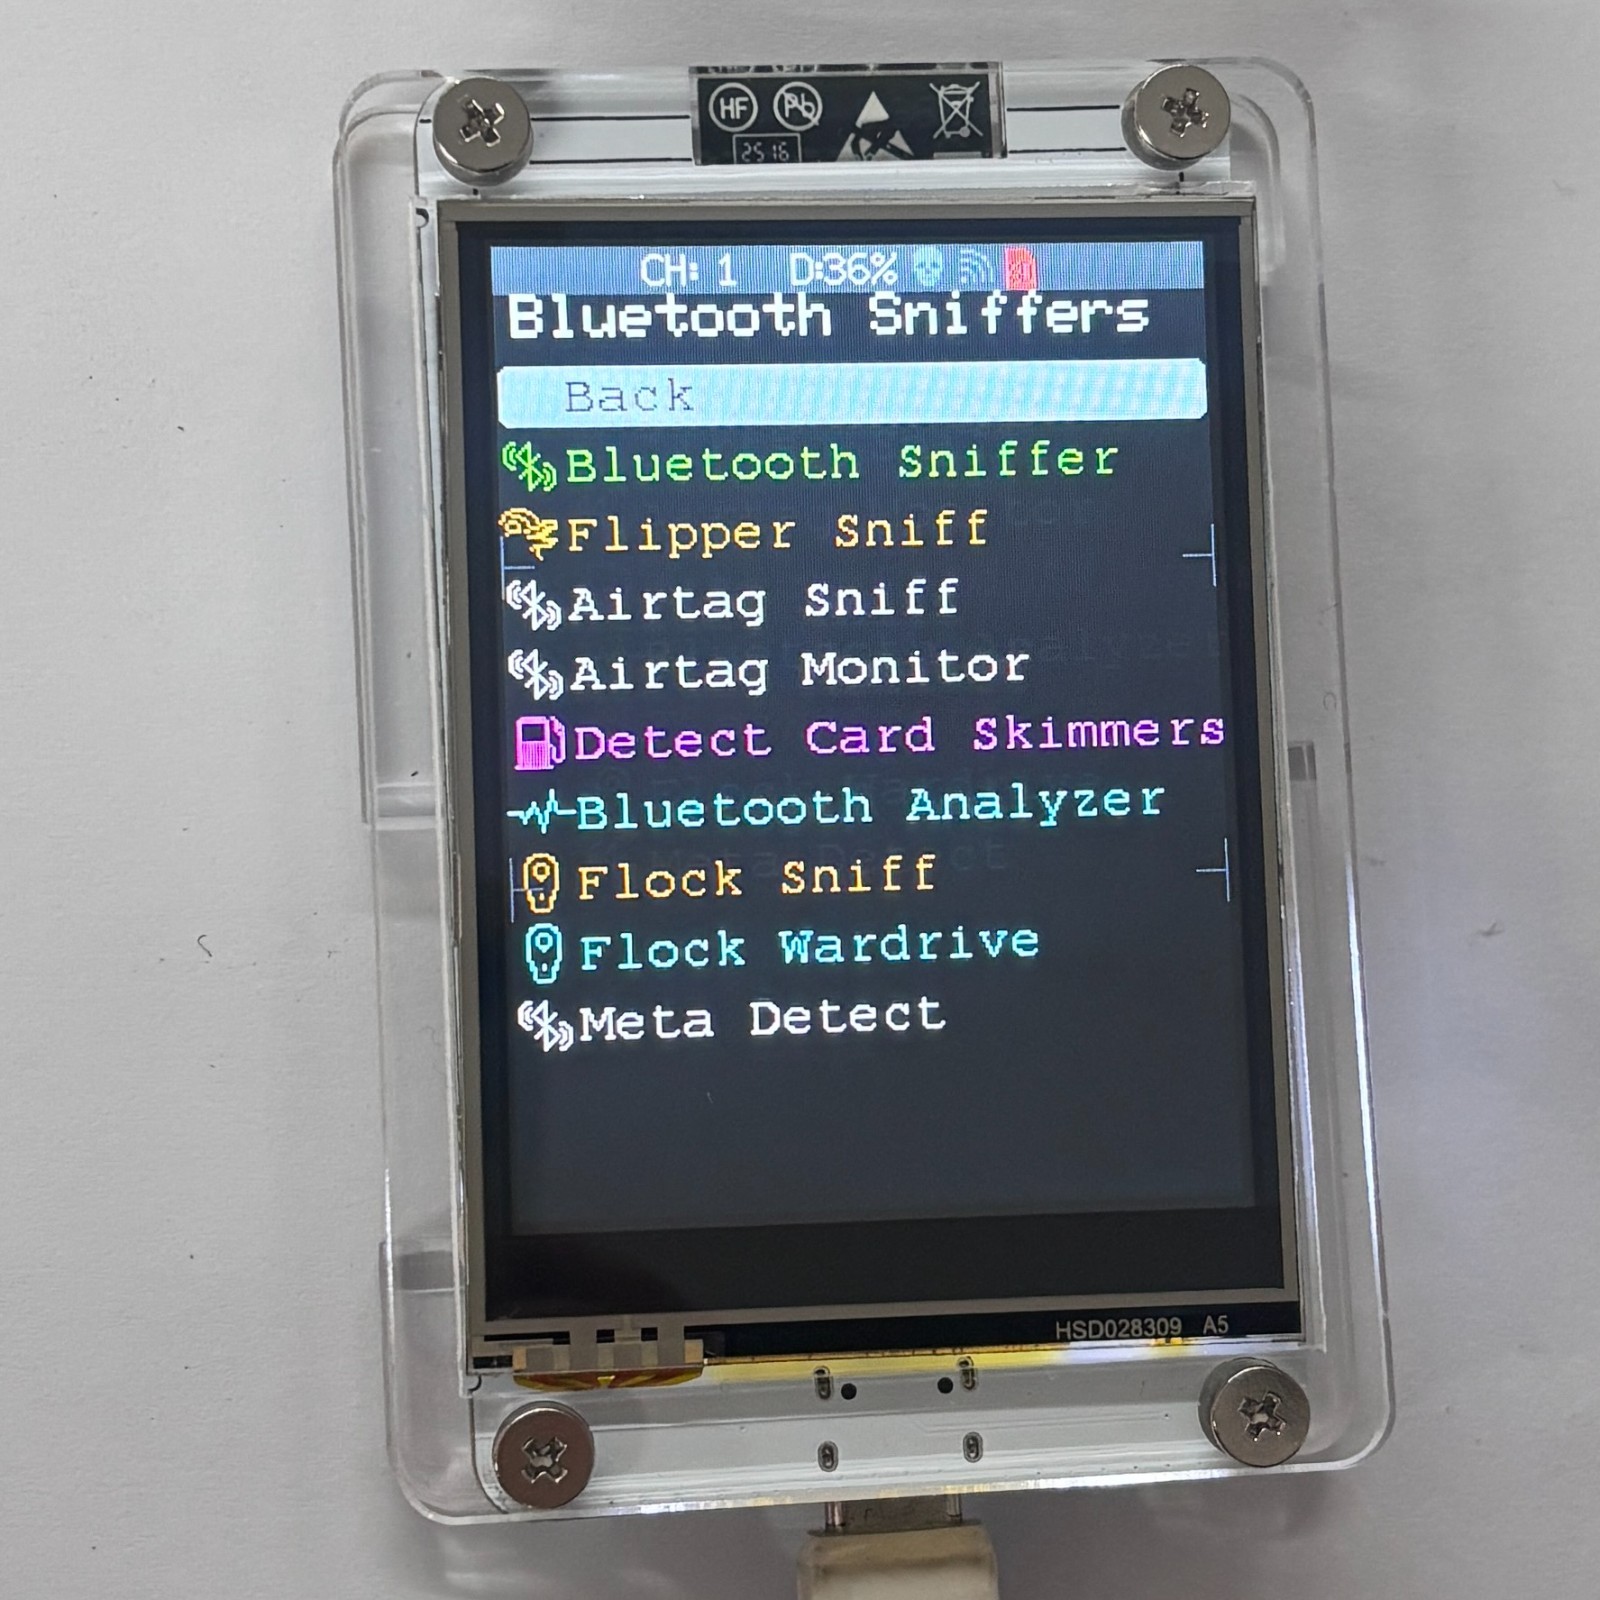 HF Pb
2516
CH: 1 D:36%
Bluetooth Sniffers
Back
Bluetooth Sniffer
Flipper Sniff
Airtag Sniff
Airtag Monitor
Detect Card Skimmers
Bluetooth Analyzer
Flock Sniff
Flock Wardrive
Meta Detect
HSD028309 A5